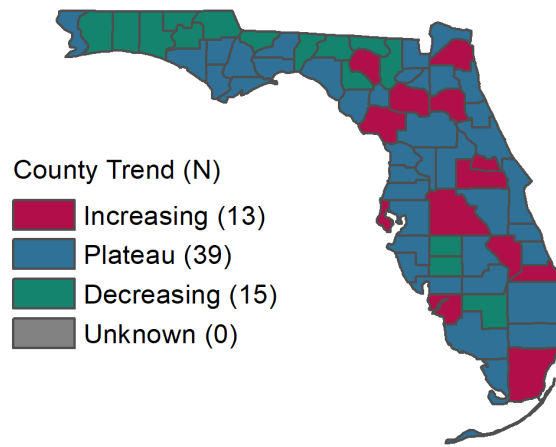 County Trend (N)
Increasing (13)
Plateau (39)
Decreasing (15)
Unknown (0)